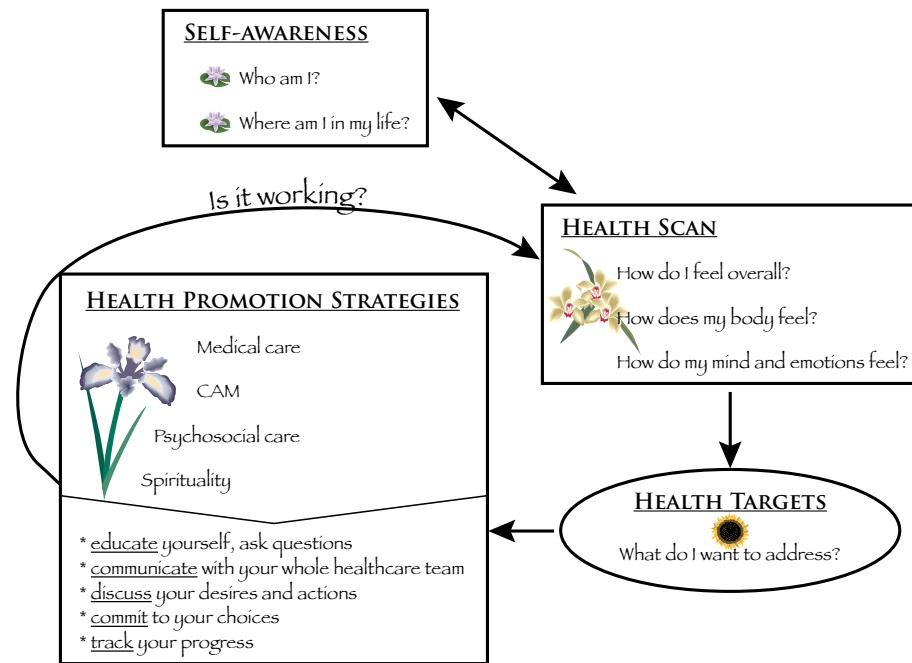 SELF-AWARENESS
Who am I?
Where am I in my life?
Is it working?
HEALTH SCAN
How do I feel overall?
How does my body feel?
How do my mind and emotions feel?
HEALTH PROMOTION STRATEGIES
Medical care
CAM
Psychosocial care
Spirituality
* educate yourself, ask questions
* communicate with your whole healthcare team
* discuss your desires and actions
* commit to your choices
* track your progress
HEALTH TARGETS
What do I want to address?